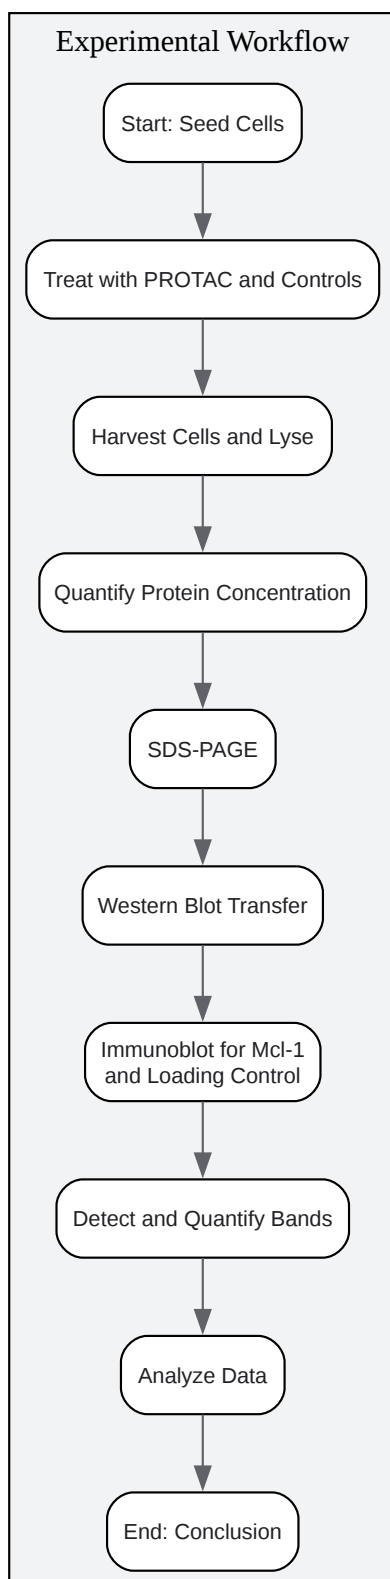 Experimental Workflow
Start: Seed Cells
Treat with PROTAC and Controls
Harvest Cells and Lyse
Quantify Protein Concentration
SDS-PAGE
Western Blot Transfer
Immunoblot for Mcl-1
and Loading Control
Detect and Quantify Bands
Analyze Data
End: Conclusion